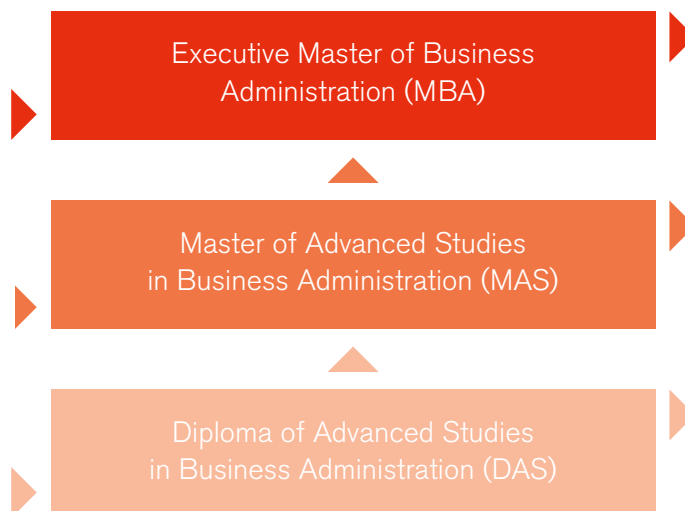 Executive Master of Business
Administration (MBA)
Master of Advanced Studies
in Business Administration (MAS)
Diploma of Advanced Studies
in Business Administration (DAS)